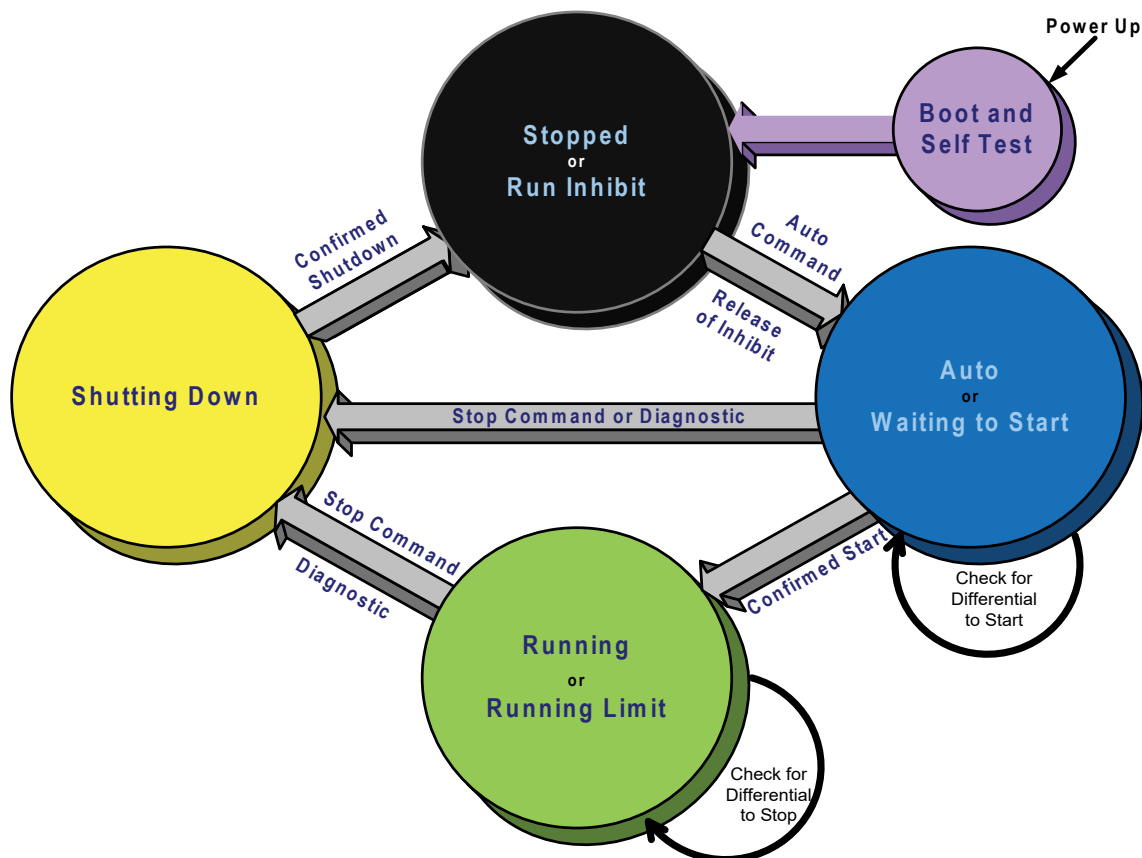 Power Up
Boot and
Self Test
Stopped
or
Run Inhibit
Confirmed
Shutdown
Auto
Command
Release
of Inhibit
Shutting Down
Auto
or
Waiting to Start
Stop Command or Diagnostic
Stop Command
Diagnostic
Confirmed Start
Check for
Differential
to Start
Running
or
Running Limit
Check for
Differential
to Stop